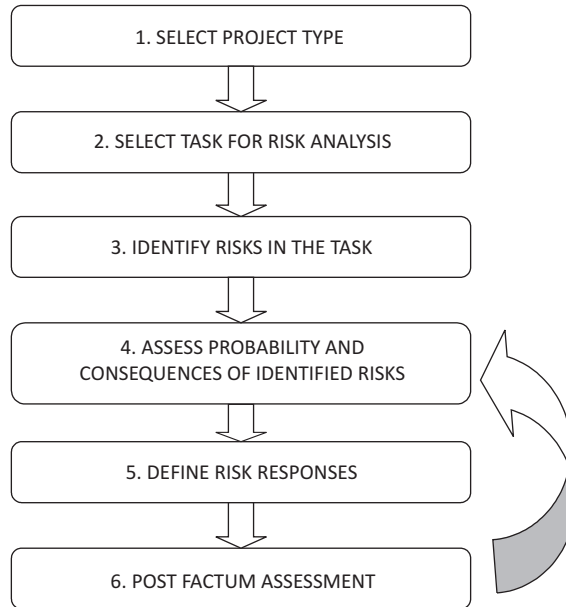 1. SELECT PROJECT TYPE
2. SELECT TASK FOR RISK ANALYSIS
3. IDENTIFY RISKS IN THE TASK
4. ASSESS PROBABILITY AND
CONSEQUENCES OF IDENTIFIED RISKS
5. DEFINE RISK RESPONSES
6. POST FACTUM ASSESSMENT